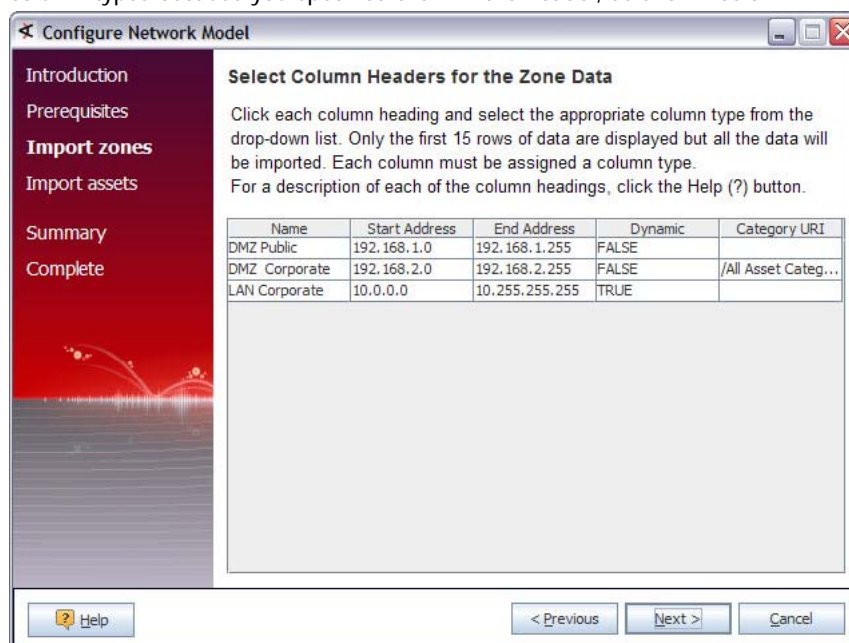 Configure Network Model
Introduction
Prerequisites
Import zones
Import assets
Summary
Complete
Select Column Headers for the Zone Data
Click each column heading and select the appropriate column type from the
drop-down list. Only the first 15 rows of data are displayed but all the data will
be imported. Each column must be assigned a column type.
For a description of each of the column headings, click the Help (?) button.
Name Start Address End Address Dynamic Category URI
DMZ Public 192.168.1.0 192.168.1.255 FALSE
DMZ Corporate 192.168.2.0 192.168.2.255 FALSE /All Asset Categ...
LAN Corporate 10.0.0.0 10.255.255.255 TRUE
Help < Previous Next > Cancel